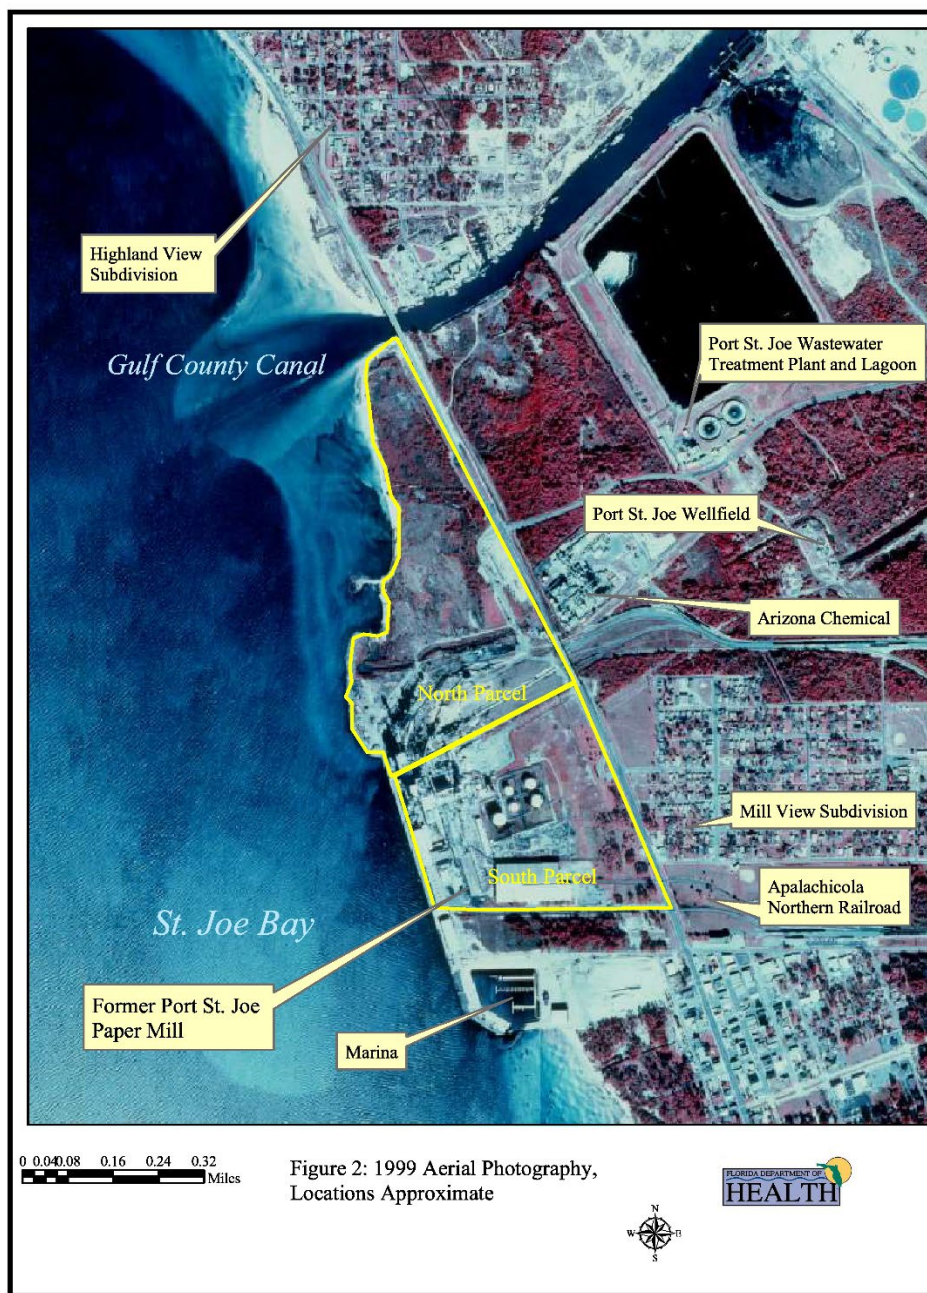 Highland View
Subdivision
Gulf County Canal
Port St. Joe Wastewater
Treatment Plant and Lagoon
Port St. Joe Wellfield
Arizona Chemical
North Parcel
Mill View Subdivision
South Parcel
Apalachicola
Northern Railroad
St. Joe Bay
Former Port St. Joe
Paper Mill
Marina
0 0.04 0.08 0.16 0.24 0.32
Miles
Figure 2: 1999 Aerial Photography,
Locations Approximate
FLORIDA DEPARTMENT OF
HEALTH
N
W E
S